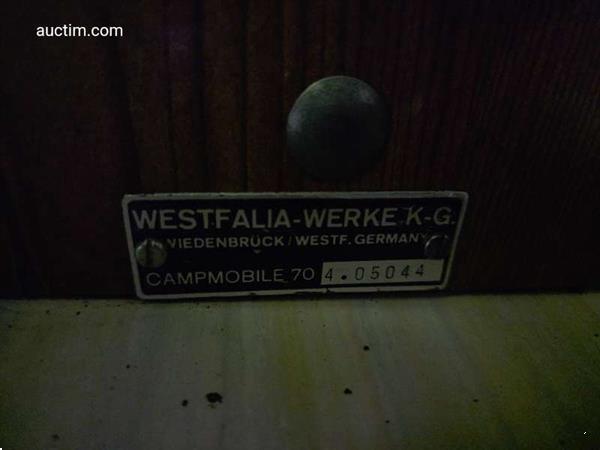 auctim.com
WESTFALIA-WERKE K-G.
WIEDENBRÜCK/WESTF. GERMANY
CAMPMOBILE 70 4.05044